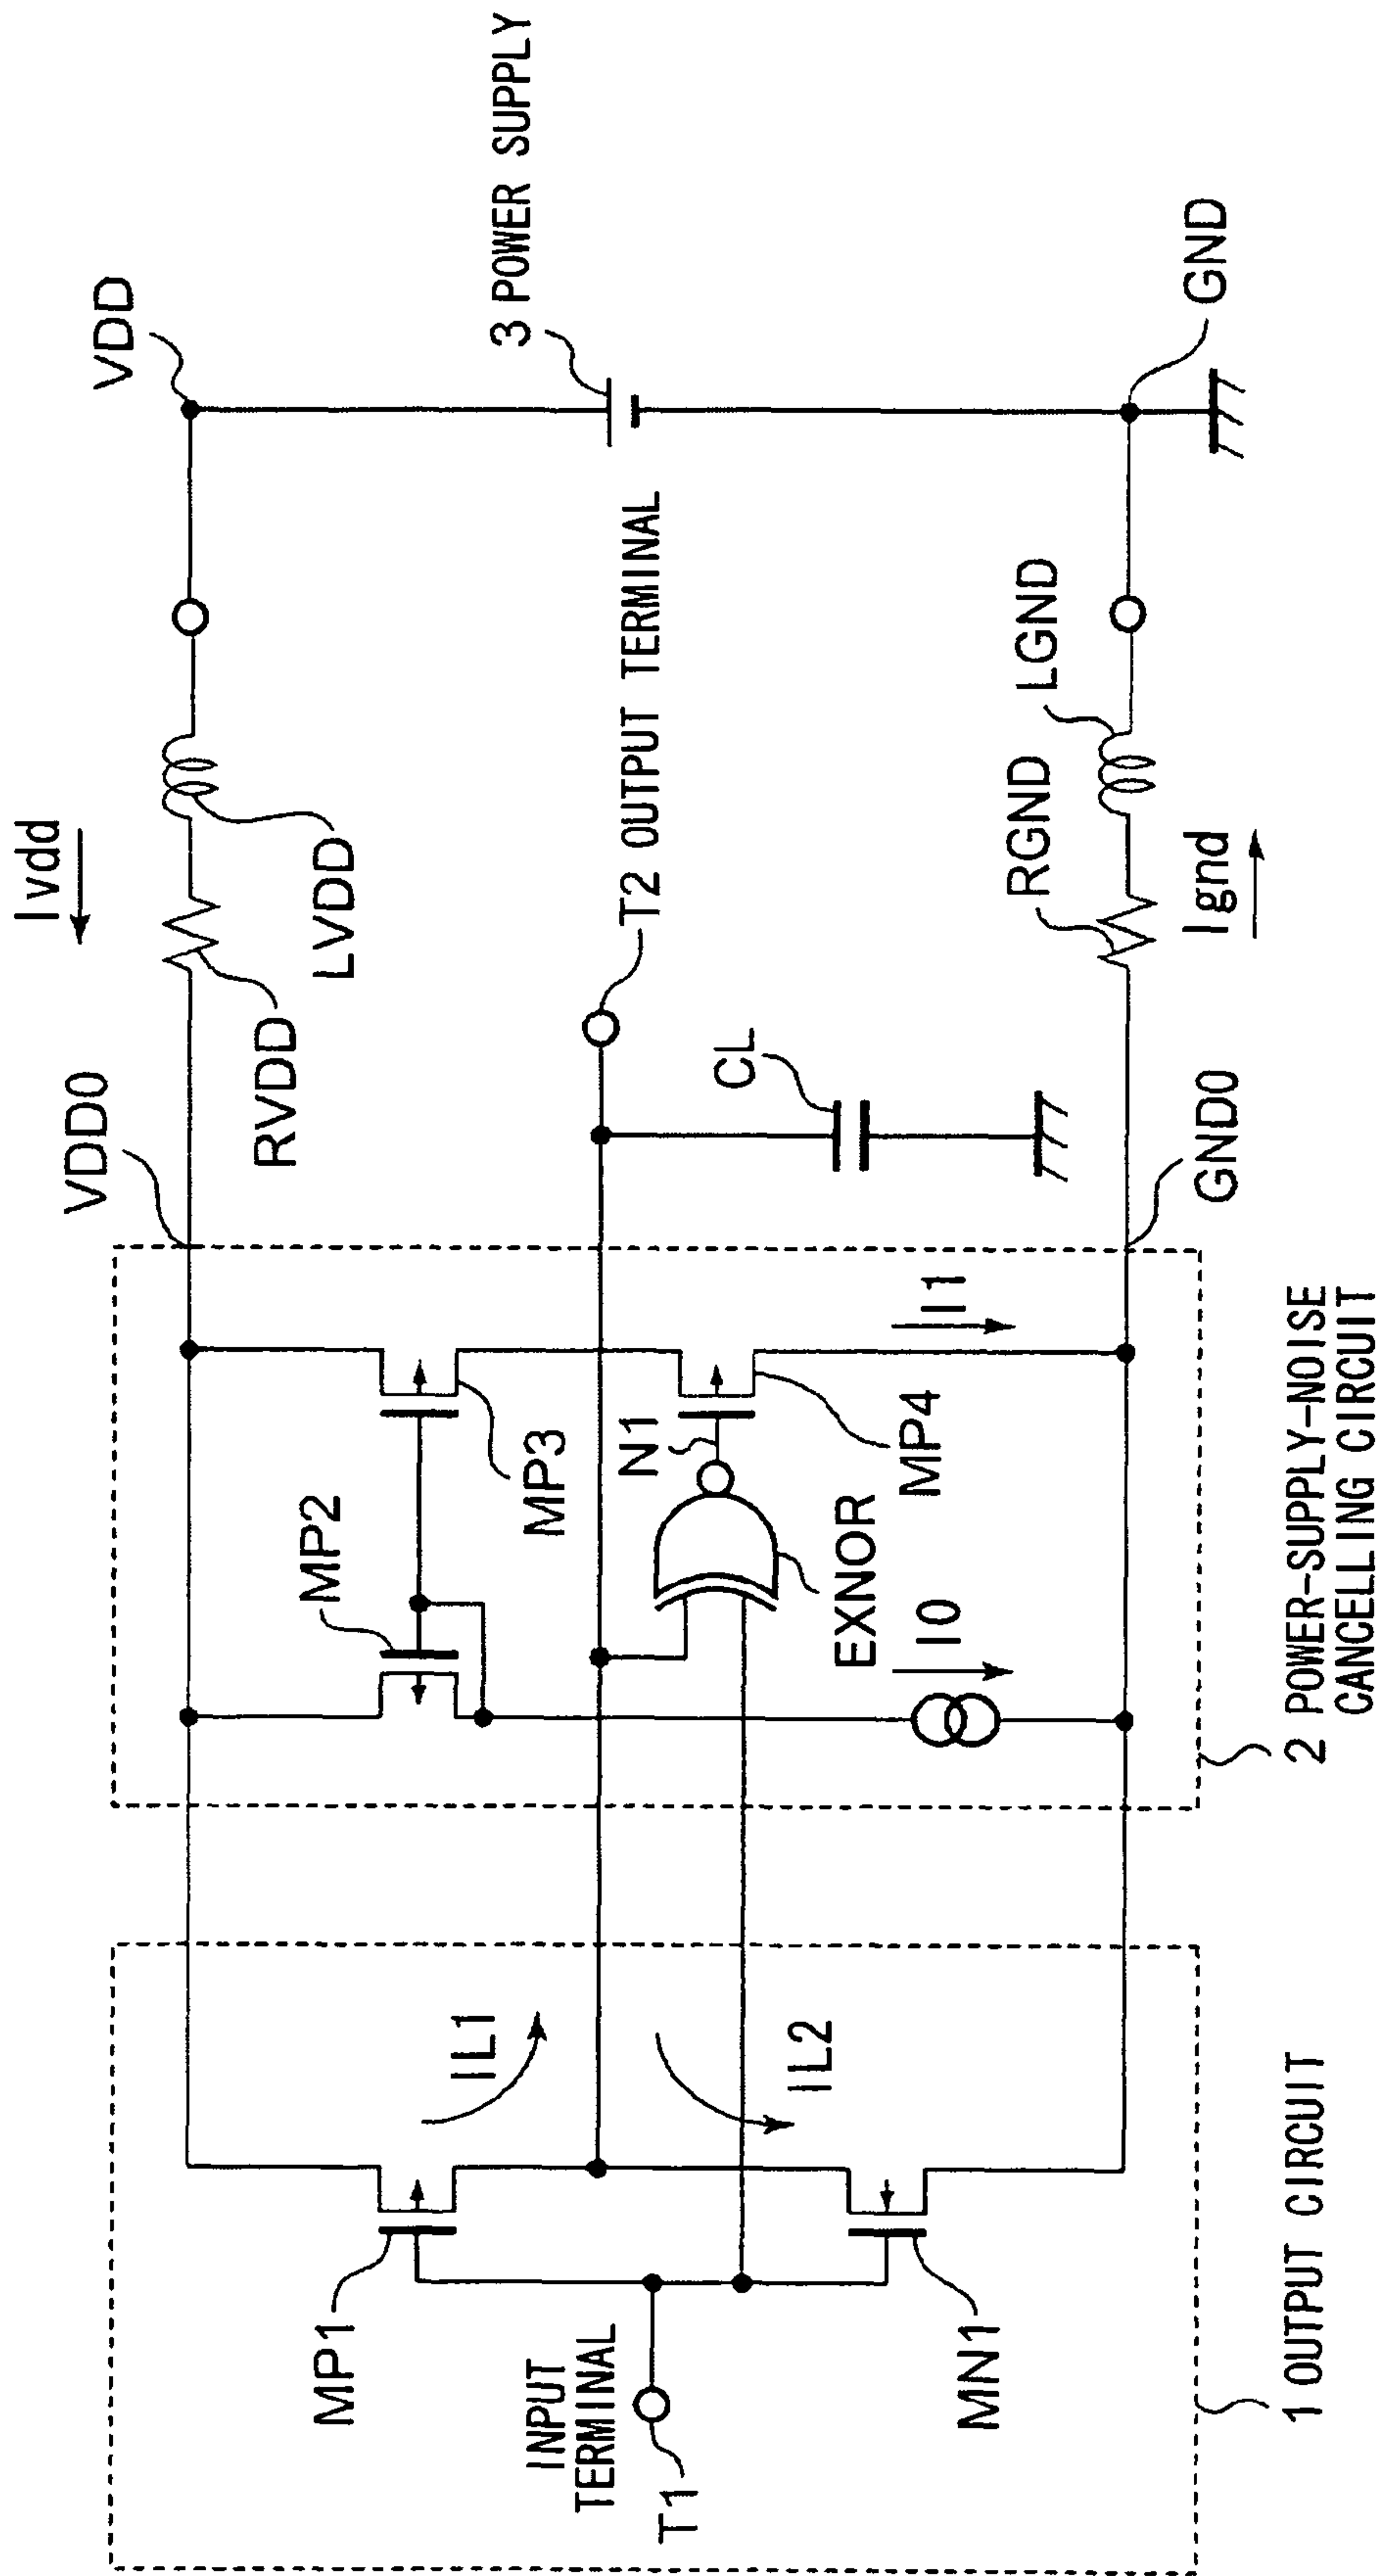 Ivdd
VDD0
VDD
RVDD
LVDD
3 POWER SUPPLY
MP1
MP2
MP3
IL1
T2 OUTPUT TERMINAL
INPUT
TERMINAL
T1
N1
CL
IL2
EXNOR
MP4
I0
I1
MN1
RGND
LGND
Ignd
GND0
GND
1 OUTPUT CIRCUIT
2 POWER-SUPPLY-NOISE
CANCELLING CIRCUIT